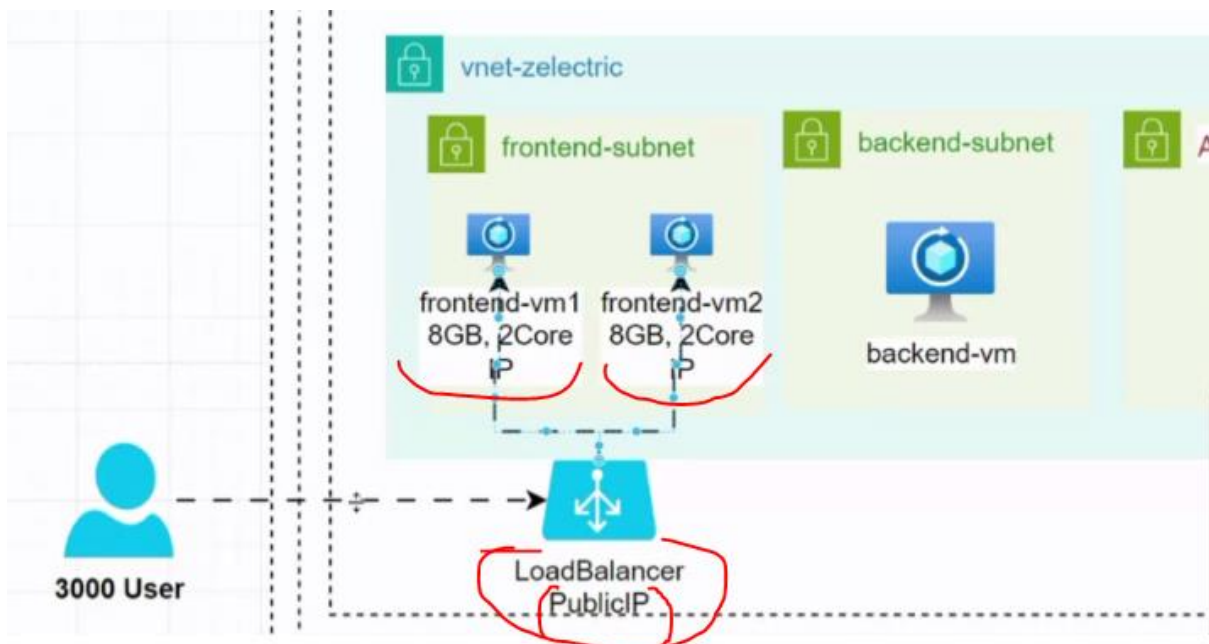 vnet-zelectric
frontend-subnet
backend-subnet
A
frontend-vm1
8GB, 2Core
IP
frontend-vm2
8GB, 2Core
IP
backend-vm
3000 User
LoadBalancer
PublicIP